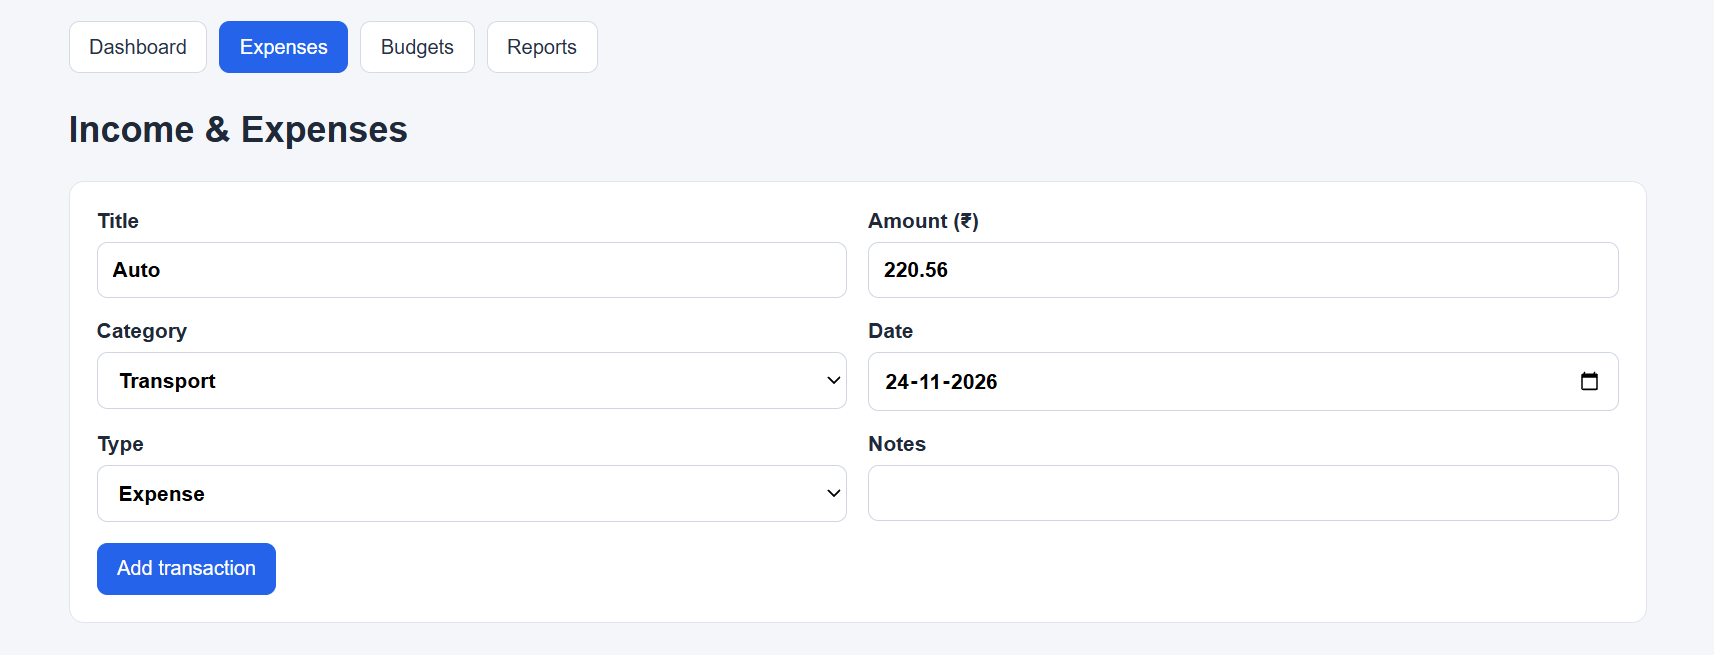 Dashboard Expenses Budgets Reports
Income & Expenses
Title Amount (₹)
Auto 220.56
Category Date
Transport 24-11-2026
Type Notes
Expense
Add transaction